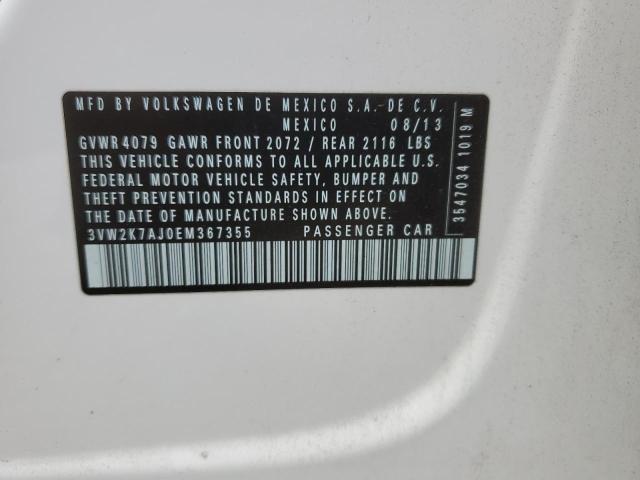 MFD BY VOLKSWAGEN DE MEXICO S.A. DE C.V.
MEXICO 08/13
GVWR 4079 GAWR FRONT 2072 / REAR 2116 LBS
THIS VEHICLE CONFORMS TO ALL APPLICABLE U.S.
FEDERAL MOTOR VEHICLE SAFETY, BUMPER AND
THEFT PREVENTION STANDARDS IN EFFECT ON
THE DATE OF MANUFACTURE SHOWN ABOVE.
3VW2K7AJ0EM367355 PASSENGER CAR
3547034 1019 M